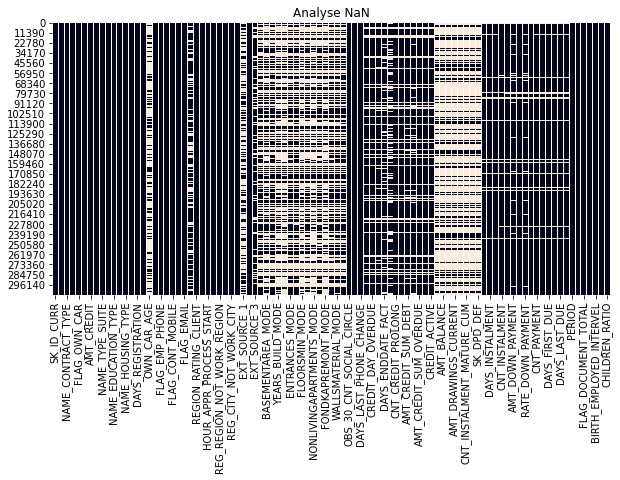 Analyse NaN
0
11390
22780
34170
45560
56950
68340
79730
91120
102510
113900
125290
136680
148070
159460
170850
182240
193630
205020
216410
227800
239190
250580
261970
273360
284750
296140
SK_ID_CURR
NAME_CONTRACT_TYPE
FLAG_OWN_CAR
AMT_CREDIT
NAME_TYPE_SUITE
NAME_EDUCATION_TYPE
NAME_HOUSING_TYPE
DAYS_REGISTRATION
OWN_CAR_AGE
FLAG_EMP_PHONE
FLAG_CONT_MOBILE
FLAG_EMAIL
REGION_RATING_CLIENT
HOUR_APPR_PROCESS_START
REG_REGION_NOT_WORK_REGION
REG_CITY_NOT_WORK_CITY
EXT_SOURCE_1
EXT_SOURCE_3
BASEMENTAREA_MODE
YEARS_BUILD_MODE
ENTRANCES_MODE
FLOORSMIN_MODE
NONLIVINGAPARTMENTS_MODE
FONDKAPREMONT_MODE
WALLSMATERIAL_MODE
OBS_30_CNT_SOCIAL_CIRCLE
DAYS_LAST_PHONE_CHANGE
CREDIT_DAY_OVERDUE
DAYS_ENDDATE_FACT
CNT_CREDIT_PROLONG
AMT_CREDIT_SUM_DEBT
AMT_CREDIT_SUM_OVERDUE
CREDIT_ACTIVE
AMT_BALANCE
AMT_DRAWINGS_CURRENT
CNT_INSTALMENT_MATURE_CUM
SK_DPD_DEF
DAYS_INSTALMENT
CNT_INSTALMENT
AMT_DOWN_PAYMENT
RATE_DOWN_PAYMENT
CNT_PAYMENT
DAYS_FIRST_DUE
DAYS_LAST_DUE
PERIOD
FLAG_DOCUMENT_TOTAL
BIRTH_EMPLOYED_INTERVEL
CHILDREN_RATIO